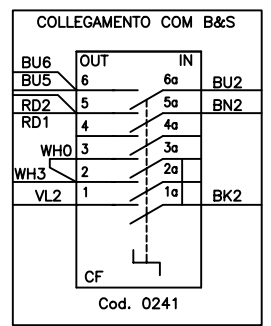 COLLEGAMENTO COM B&S
OUT IN
BU6
BU5 6 6a BU2
RD2 5 5a BN2
RD1 4 4a
WH0 3 3a
WH3 2 2a
VL2 1 1a BK2
CF
Cod. 0241